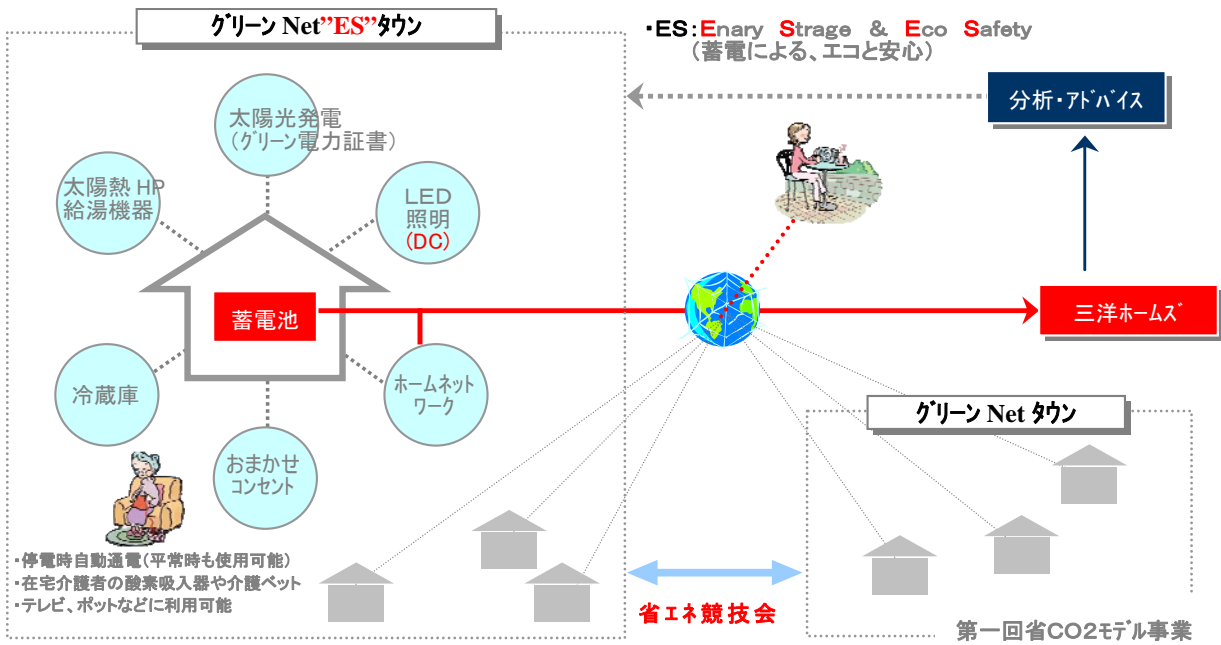 グリーン Net”ES”タウン
・ES:Enary Strage & Eco Safety
(蓄電による、エコと安心)
分析・アドバイス
太陽光発電
(グリーン電力証書)
太陽熱 HP
給湯機器
LED
照明
(DC)
蓄電池
三洋ホームズ
冷蔵庫
ホームネット
ワーク
おまかせ
コンセント
グリーン Net タウン
・停電時自動通電(平常時も使用可能)
・在宅介護者の酸素吸入器や介護ベット
・テレビ、ポットなどに利用可能
省エネ競技会
第一回省CO2モデル事業